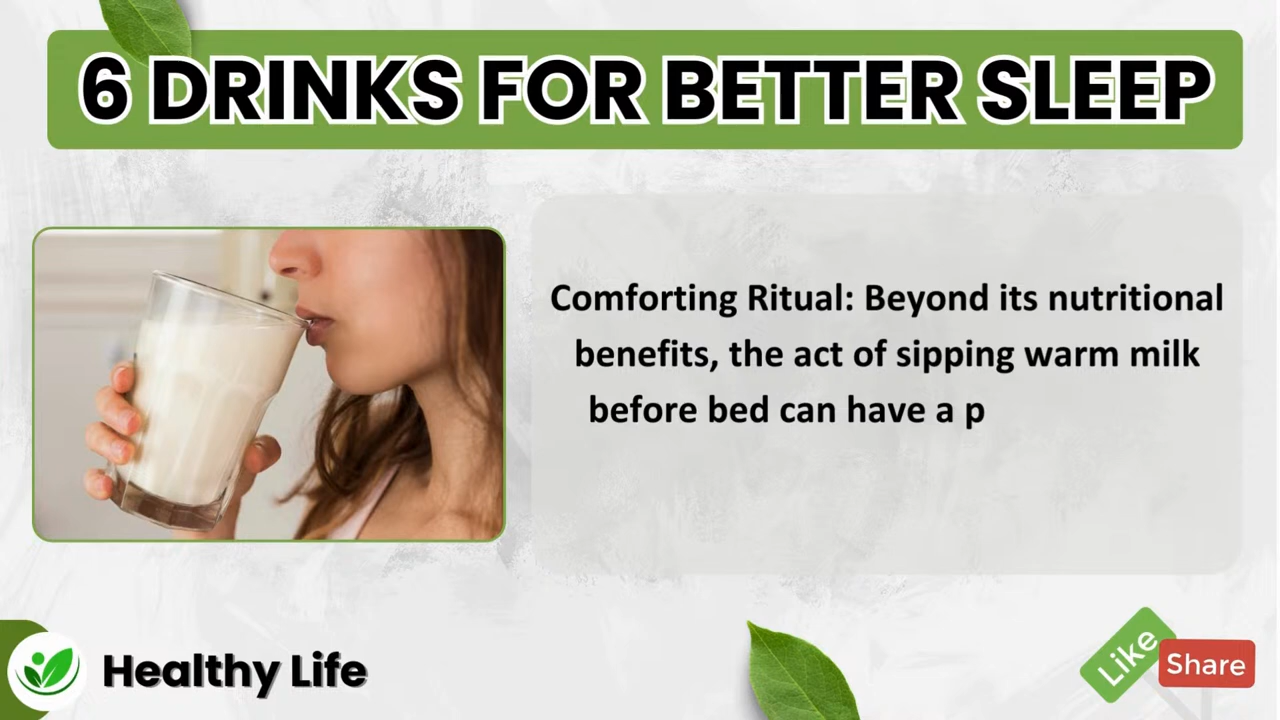 6 DRINKS FOR BETTER SLEEP
Comforting Ritual: Beyond its nutritional
benefits, the act of sipping warm milk
before bed can have a p
Healthy Life
Like
Share